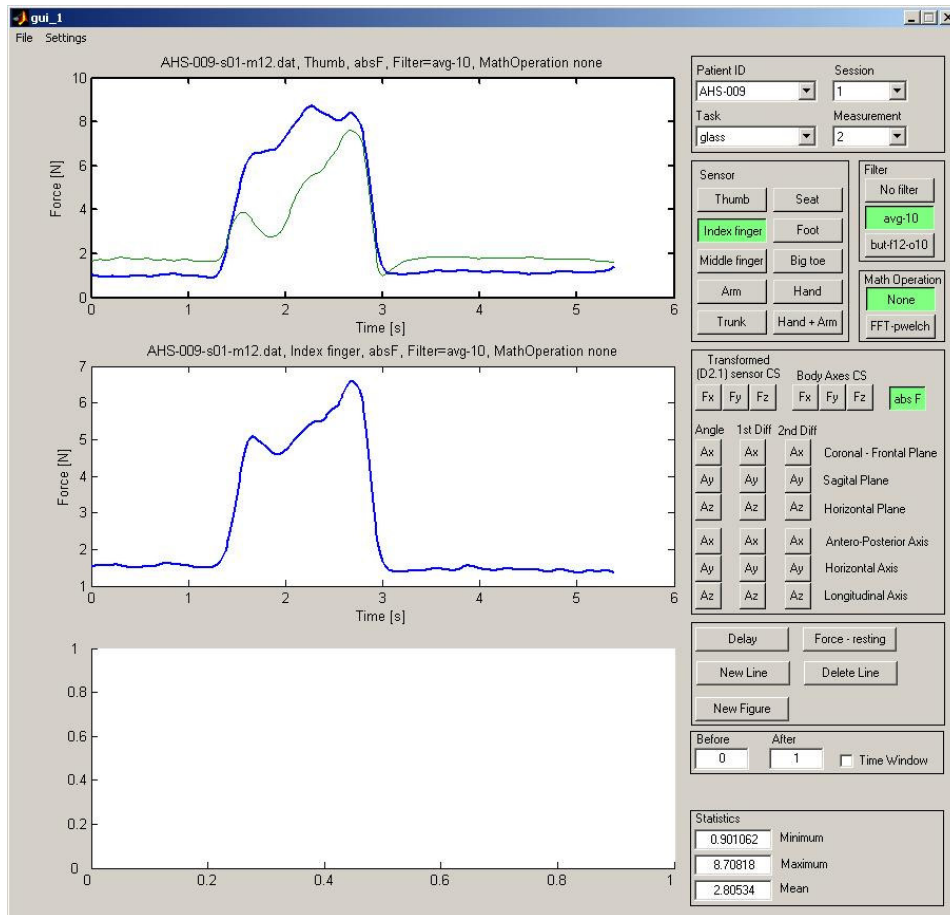 gui_1
File Settings
AHS-009-s01-m12.dat, Thumb, absF, Filter=avg-10, MathOperation none
10
8
6
4
2
0
Force [N]
0 1 2 3 4 5 6
Time [s]
AHS-009-s01-m12.dat, Index finger, absF, Filter=avg-10, MathOperation none
7
6
5
4
3
2
1
Force [N]
0 1 2 3 4 5 6
Time [s]
1
0.8
0.6
0.4
0.2
0
0 0.2 0.4 0.6 0.8 1
Patient ID Session
AHS-009 1
Task Measurement
glass 2
Sensor
Thumb Seat
Index finger Foot
Middle finger Big toe
Arm Hand
Trunk Hand + Arm
Filter
No filter
avg-10
but-f12-o10
Math Operation
None
FFT-pwelch
Transformed
(D2.1) sensor CS Body Axes CS
Fx Fy Fz Fx Fy Fz abs F
Angle 1st Diff 2nd Diff
Ax Ax Ax Coronal - Frontal Plane
Ay Ay Ay Sagital Plane
Az Az Az Horizontal Plane
Ax Ax Ax Antero-Posterior Axis
Ay Ay Ay Horizontal Axis
Az Az Az Longitudinal Axis
Delay Force - resting
New Line Delete Line
New Figure
Before After
0 1 Time Window
Statistics
0.901062 Minimum
8.70818 Maximum
2.80534 Mean